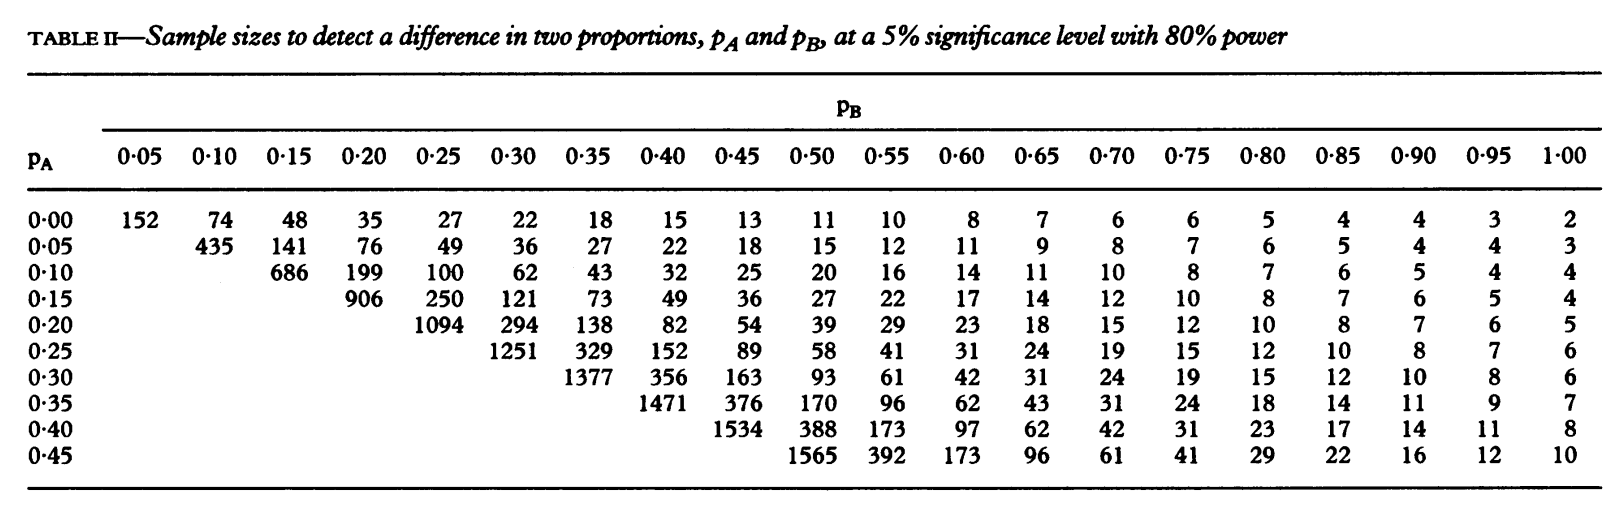 TABLE II—Sample sizes to detect a difference in two proportions, pA and pB, at a 5% significance level with 80% power
pB
pA 0·05 0·10 0·15 0·20 0·25 0·30 0·35 0·40 0·45 0·50 0·55 0·60 0·65 0·70 0·75 0·80 0·85 0·90 0·95 1·00
0·00 152 74 48 35 27 22 18 15 13 11 10 8 7 6 6 5 4 4 3 2
0·05 435 141 76 49 36 27 22 18 15 12 11 9 8 7 6 5 4 4 3
0·10 686 199 100 62 43 32 25 20 16 14 11 10 8 7 6 5 4 4
0·15 906 250 121 73 49 36 27 22 17 14 12 10 8 7 6 5 4
0·20 1094 294 138 82 54 39 29 23 18 15 12 10 8 7 6 5
0·25 1251 329 152 89 58 41 31 24 19 15 12 10 8 7 6
0·30 1377 356 163 93 61 42 31 24 19 15 12 10 8 6
0·35 1471 376 170 96 62 43 31 24 18 14 11 9 7
0·40 1534 388 173 97 62 42 31 23 17 14 11 8
0·45 1565 392 173 96 61 41 29 22 16 12 10